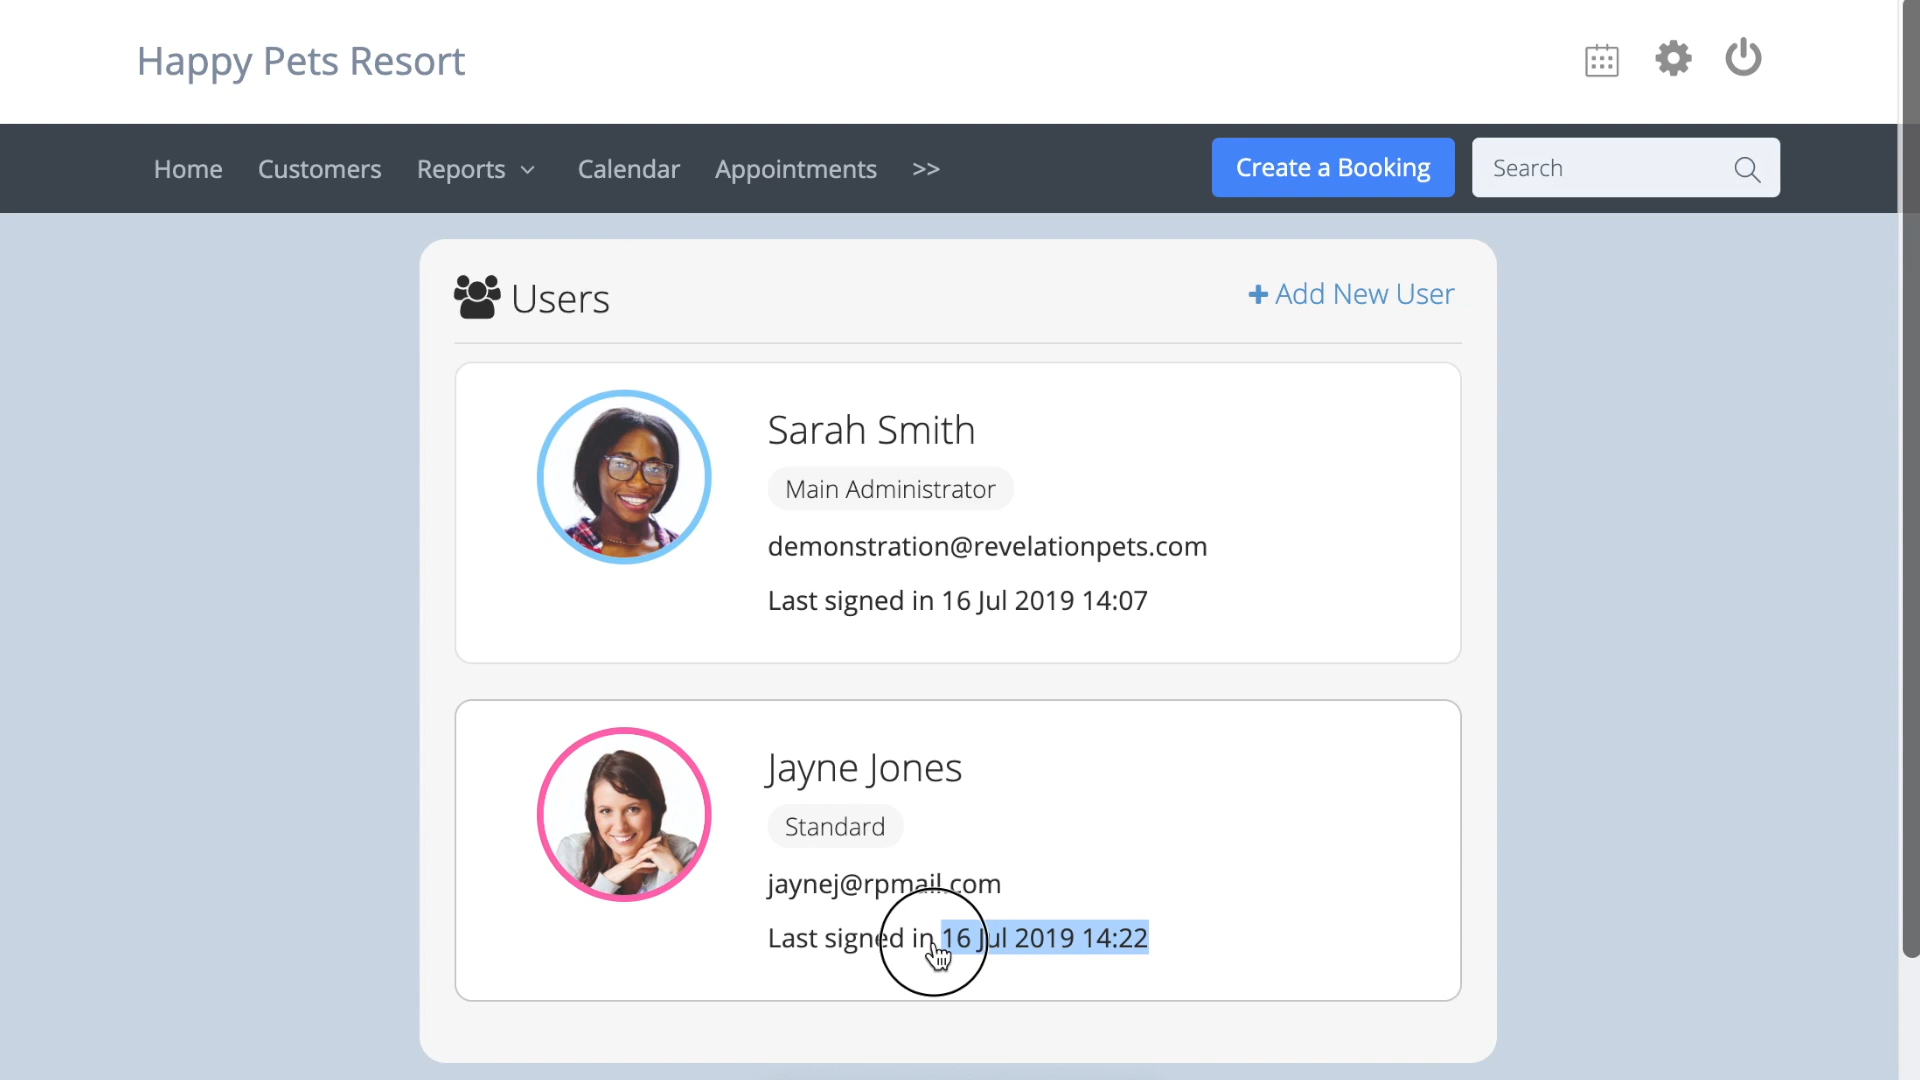 Happy Pets Resort
Home Customers Reports Calendar Appointments >> Create a Booking Search
Users + Add New User
Sarah Smith
Main Administrator
demonstration@revelationpets.com
Last signed in 16 Jul 2019 14:07
Jayne Jones
Standard
jaynej@rpmail.com
Last signed in 16 Jul 2019 14:22